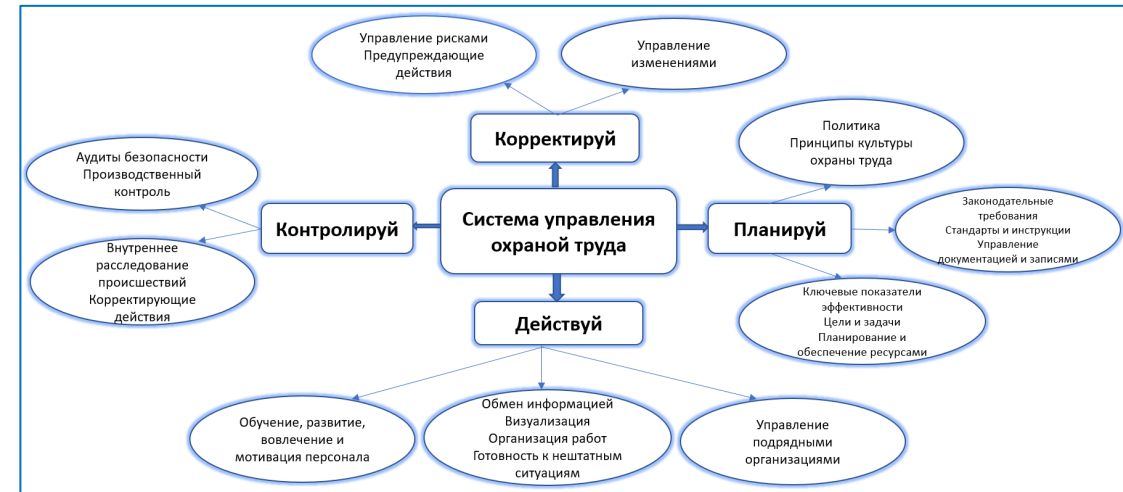 Управление рисками
Предупреждающие
действия
Управление
изменениями
Корректируй
Политика
Принципы культуры
охраны труда
Аудиты безопасности
Производственный
контроль
Контролируй
Система управления
охраной труда
Планируй
Законодательные
требования
Стандарты и инструкции
Управление
документацией и записями
Внутреннее
расследование
происшествий
Корректирующие
действия
Ключевые показатели
эффективности
Цели и задачи
Планирование и
обеспечение ресурсами
Действуй
Обучение, развитие,
вовлечение и
мотивация персонала
Обмен информацией
Визуализация
Организация работ
Готовность к нештатным
ситуациям
Управление
подрядными
организациями